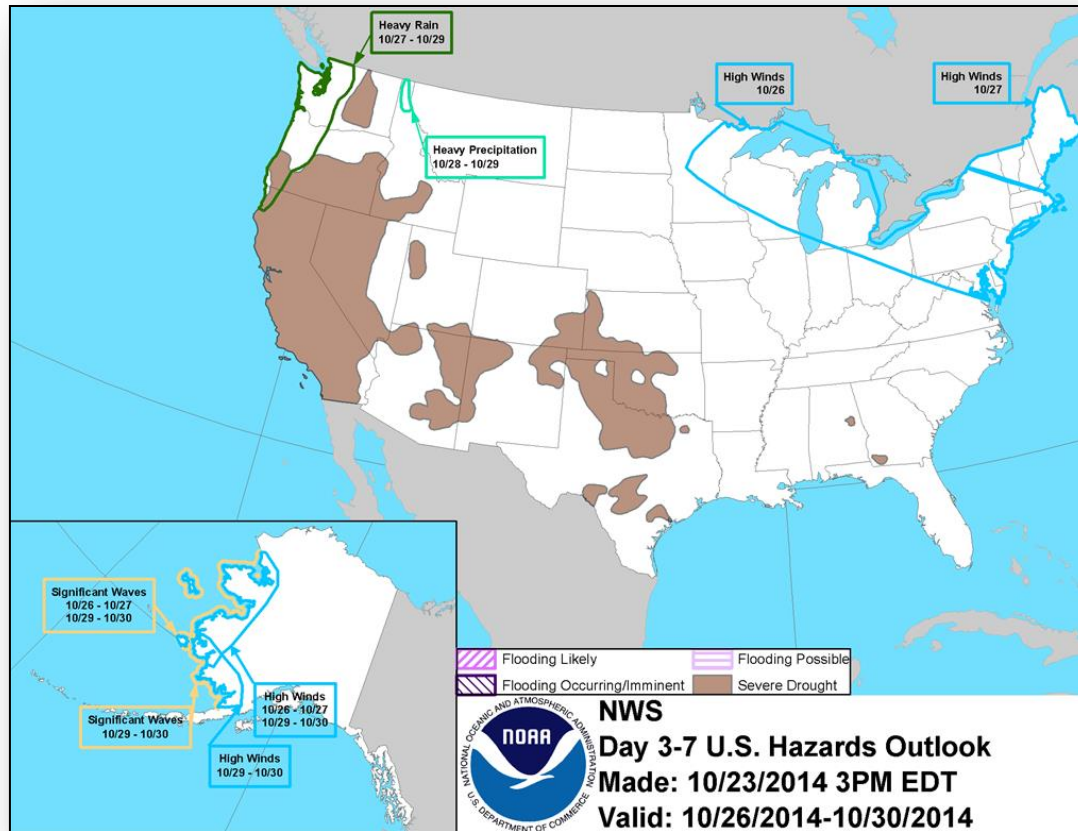 Heavy Rain
10/27 - 10/29
High Winds
10/26
High Winds
10/27
Heavy Precipitation
10/28 - 10/29
Significant Waves
10/26 - 10/27
10/29 - 10/30
High Winds
10/26 - 10/27
10/29 - 10/30
Significant Waves
10/29 - 10/30
High Winds
10/29 - 10/30
Flooding Likely
Flooding Possible
Flooding Occurring/Imminent
Severe Drought
NATIONAL OCEANIC AND ATMOSPHERIC ADMINISTRATION
NOAA
U.S. DEPARTMENT OF COMMERCE
NWS
Day 3-7 U.S. Hazards Outlook
Made: 10/23/2014 3PM EDT
Valid: 10/26/2014-10/30/2014